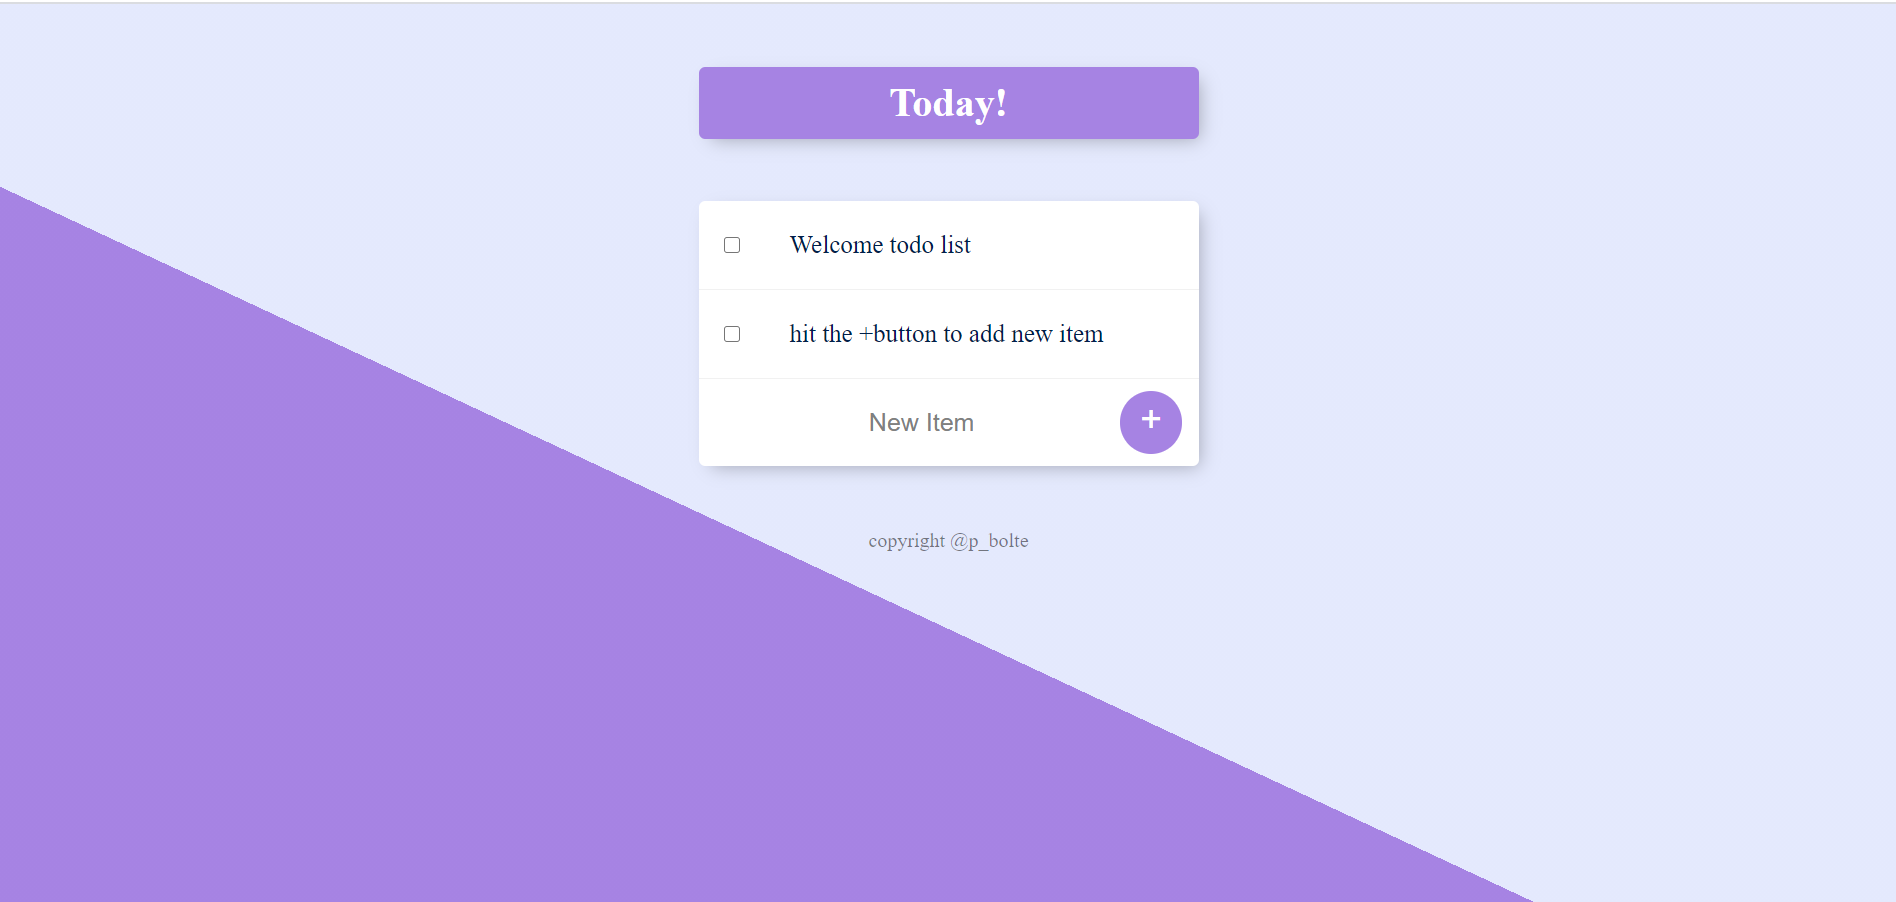 Today!
Welcome todo list
hit the +button to add new item
New Item
+
copyright @p_bolte